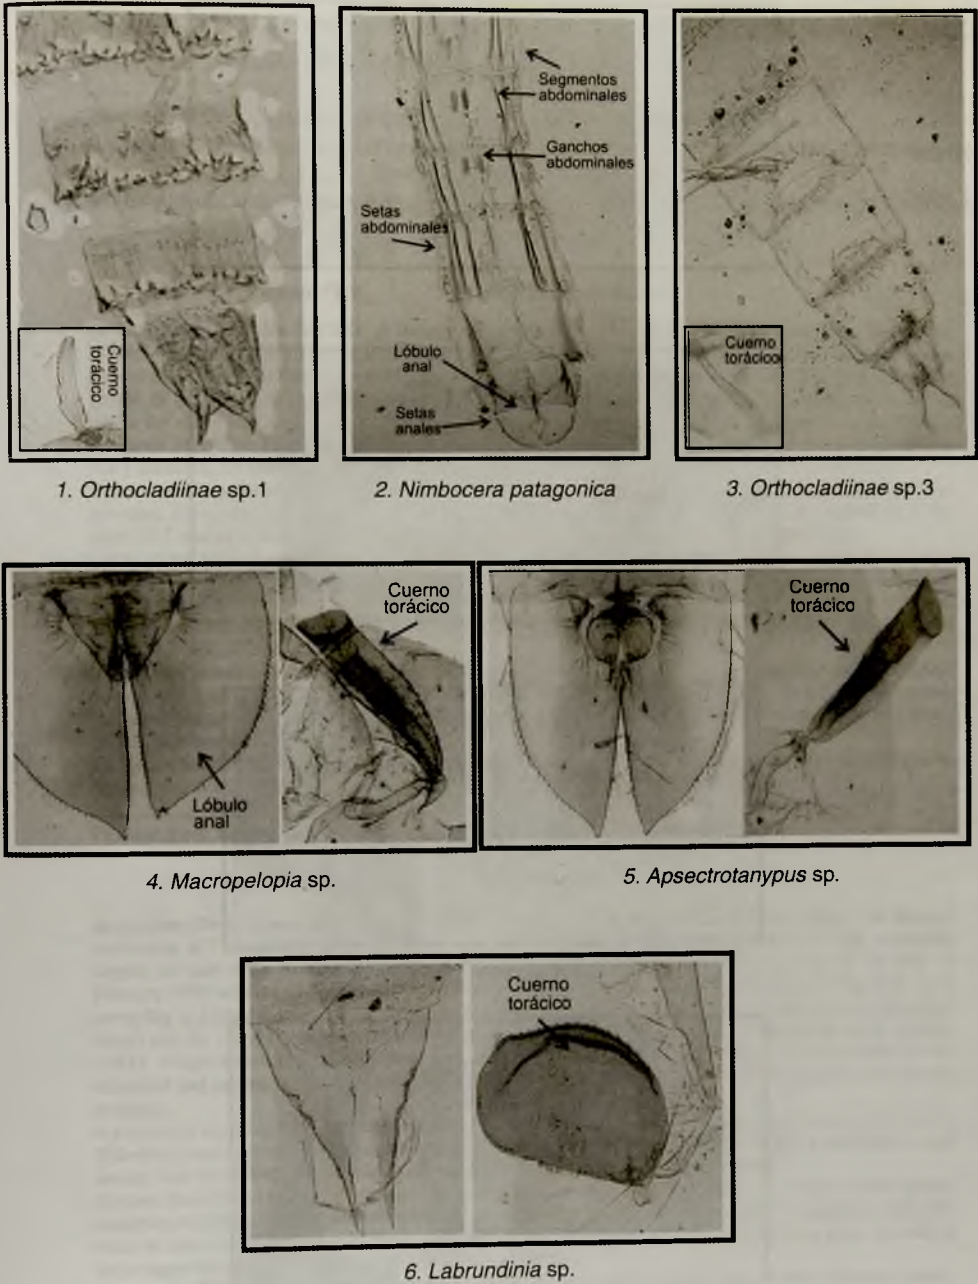 Cuerno
torácico
1. Orthocladiinae sp.1
Segmentos
abdominales
Ganchos
abdominales
Setas
abdominales
Lóbulo
anal
Setas
anales
2. Nimbocera patagonica
Cuerno
torácico
3. Orthocladiinae sp.3
Cuerno
torácico
Lóbulo
anal
4. Macropelopia sp.
Cuerno
torácico
5. Apsectrotanypus sp.
Cuerno
torácico
6. Labrundinia sp.